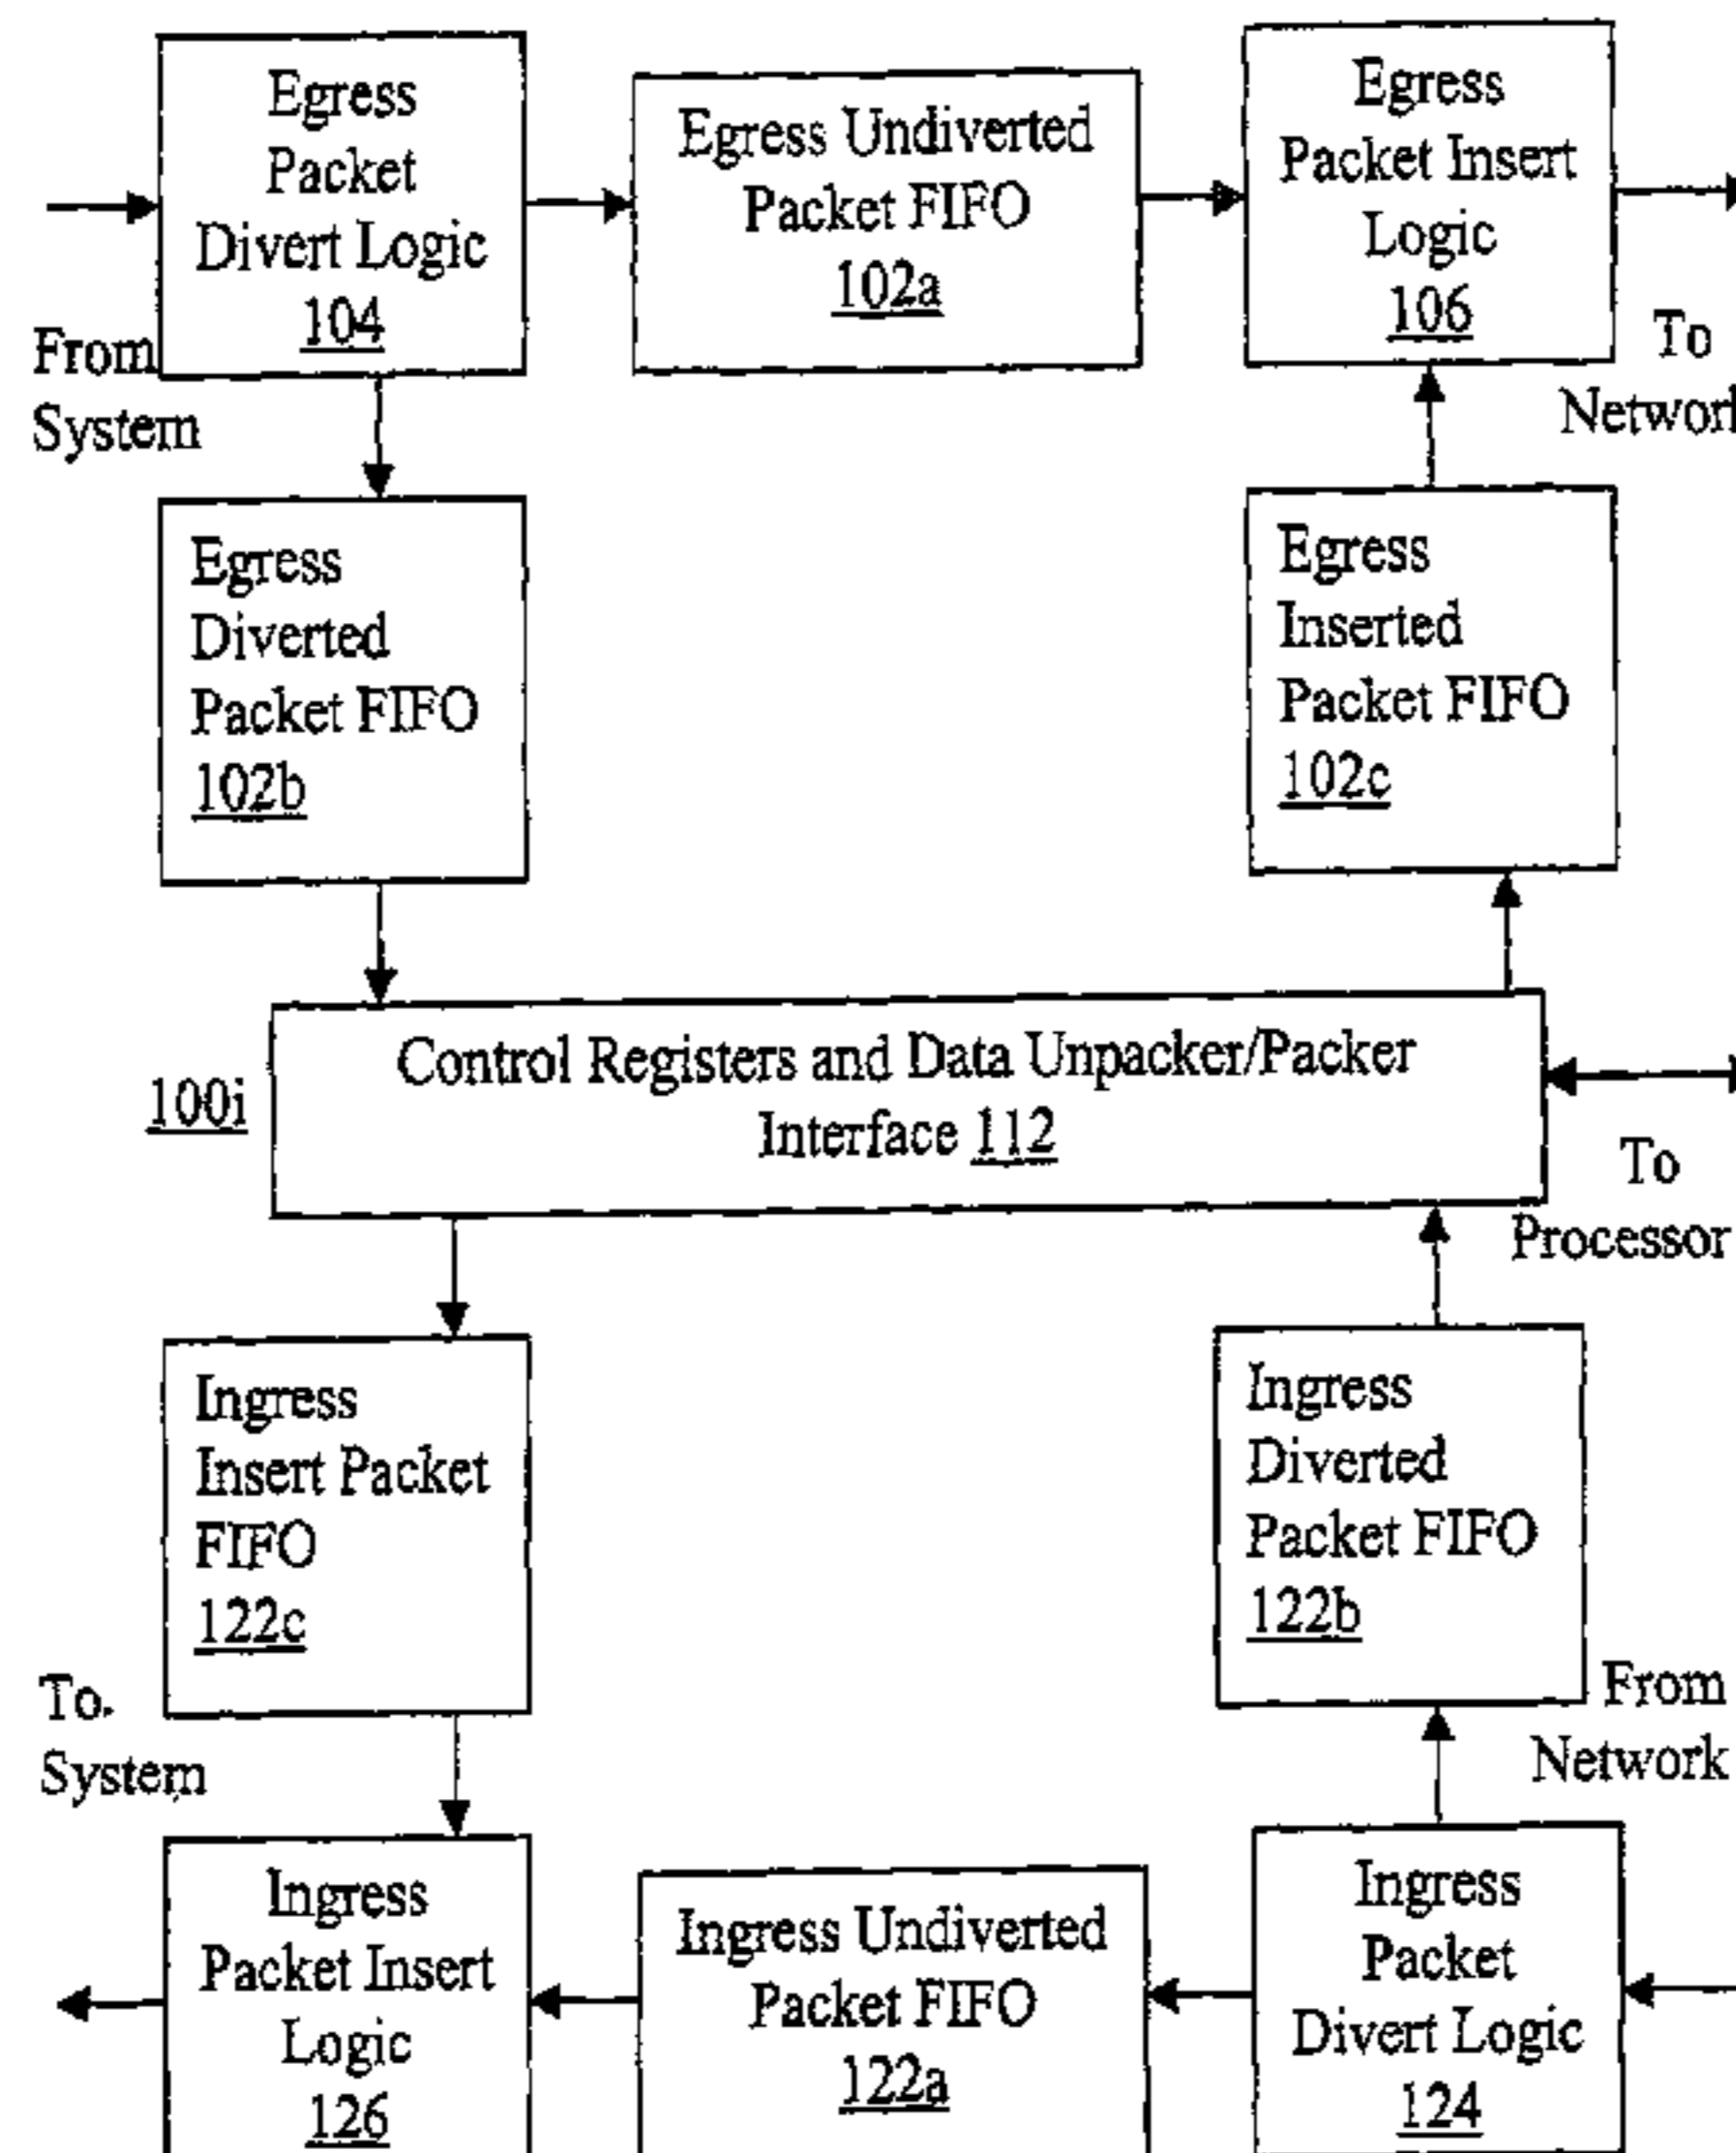 Egress
Packet
Divert Logic
104
Egress Undiverted
Packet FIFO
102a
Egress
Packet Insert
Logic
106
From
System
To
Networ
Egress
Diverted
Packet FIFO
102b
Egress
Inserted
Packet FIFO
102c
100i
Control Registers and Data Unpacker/Packer
Interface 112
To
Processor
Ingress
Insert Packet
FIFO
122c
Ingress
Diverted
Packet FIFO
122b
To.
System
From
Network
Ingress
Packet Insert
Logic
126
Ingress Undiverted
Packet FIFO
122a
Ingress
Packet
Divert Logic
124